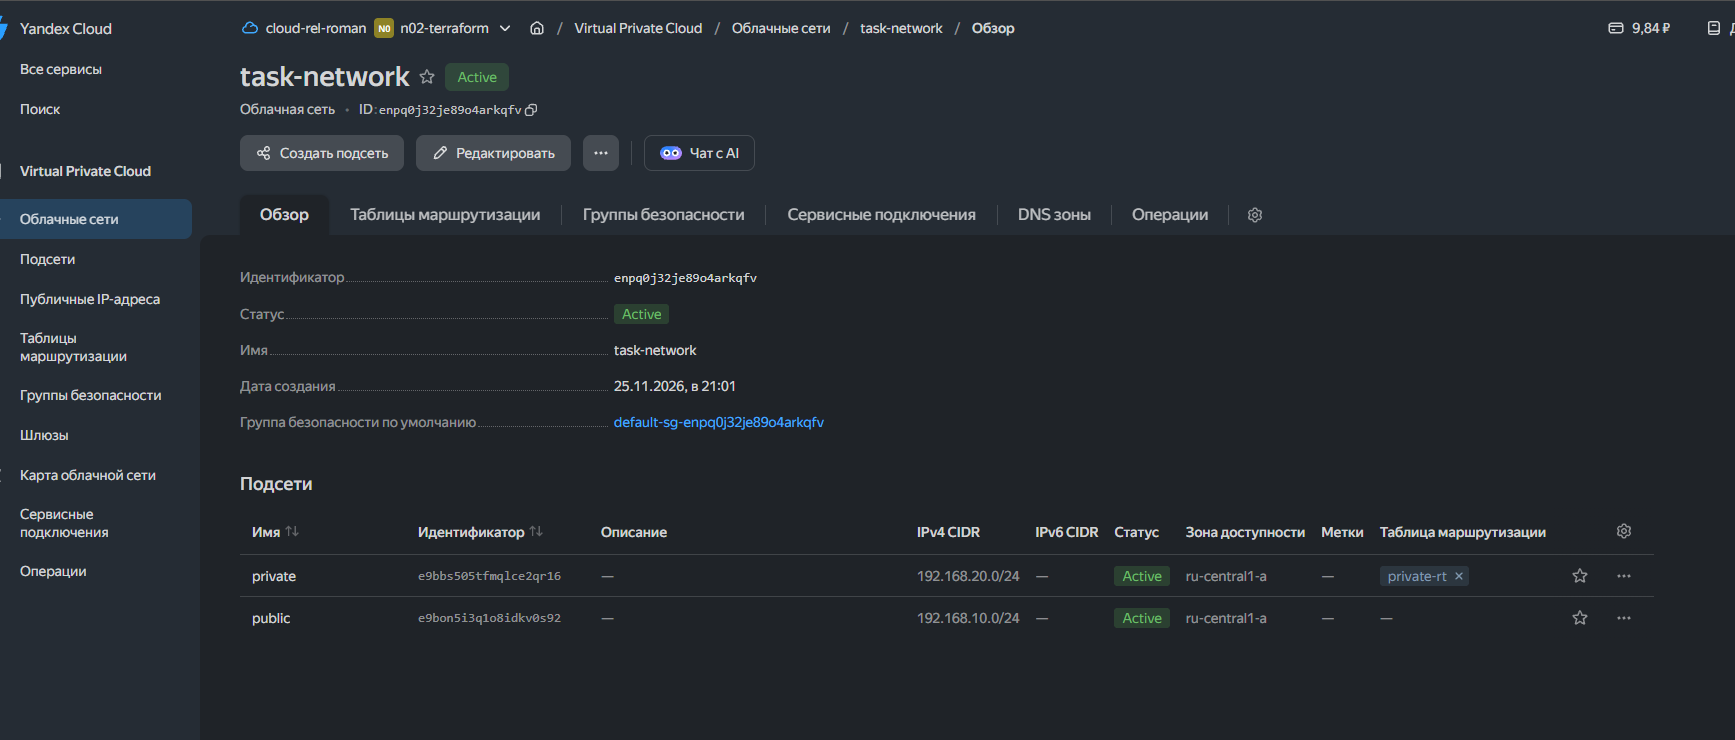 Yandex Cloud
cloud-rel-roman N0 n02-terraform / Virtual Private Cloud / Облачные сети / task-network / Обзор
9,84 ₽
Все сервисы
Поиск
Virtual Private Cloud
Облачные сети
Подсети
Публичные IP-адреса
Таблицы
маршрутизации
Группы безопасности
Шлюзы
Карта облачной сети
Сервисные
подключения
Операции
task-network Active
Облачная сеть • ID: enpq0j32je89o4arkqfv
Создать подсеть Редактировать ··· Чат с AI
Обзор Таблицы маршрутизации Группы безопасности Сервисные подключения DNS зоны Операции
Идентификатор enpq0j32je89o4arkqfv
Статус Active
Имя task-network
Дата создания 25.11.2026, в 21:01
Группа безопасности по умолчанию default-sg-enpq0j32je89o4arkqfv
Подсети
Имя Идентификатор Описание IPv4 CIDR IPv6 CIDR Статус Зона доступности Метки Таблица маршрутизации
private e9bbs505tfmqlce2qr16 — 192.168.20.0/24 — Active ru-central1-a — private-rt ×
public e9bon5i3q1o8idkv0s92 — 192.168.10.0/24 — Active ru-central1-a — —